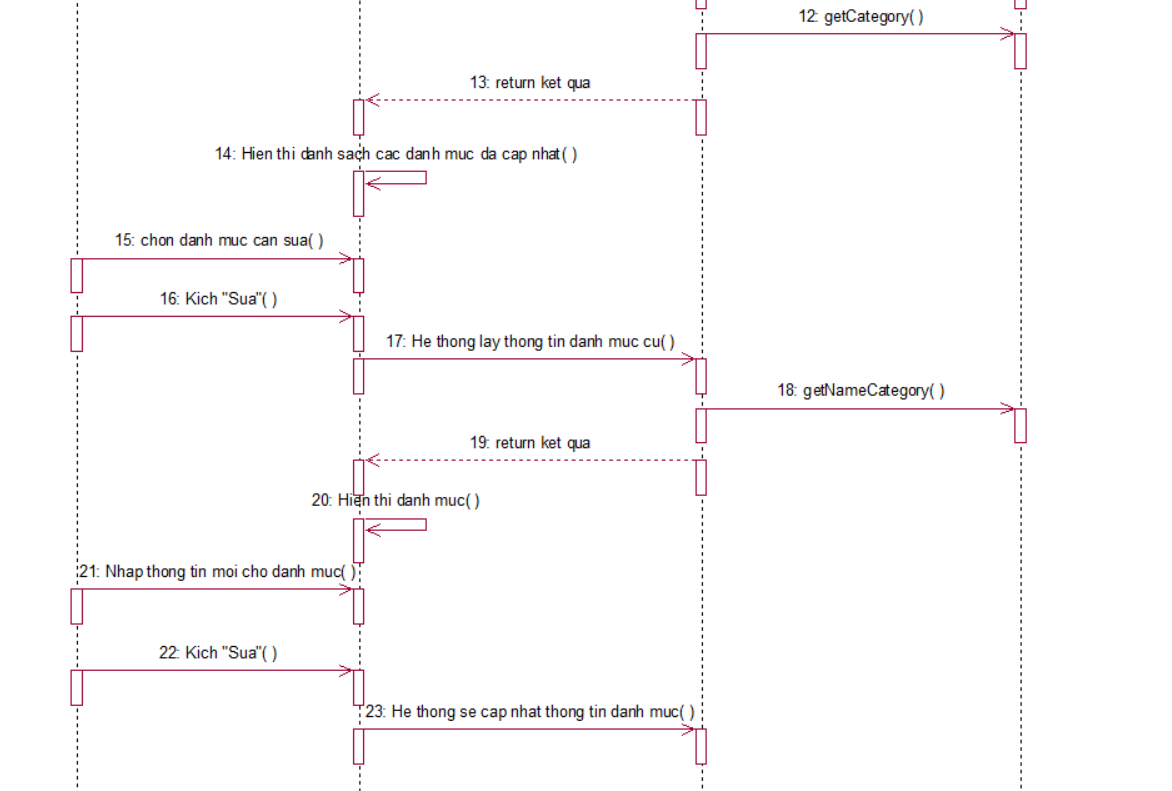 12: getCategory( )
13: return ket qua
14: Hien thi danh sach cac danh muc da cap nhat( )
15: chon danh muc can sua( )
16: Kich "Sua"( )
17: He thong lay thong tin danh muc cu( )
18: getNameCategory( )
19: return ket qua
20: Hien thi danh muc( )
21: Nhap thong tin moi cho danh muc( )
22: Kich "Sua"( )
23: He thong se cap nhat thong tin danh muc( )